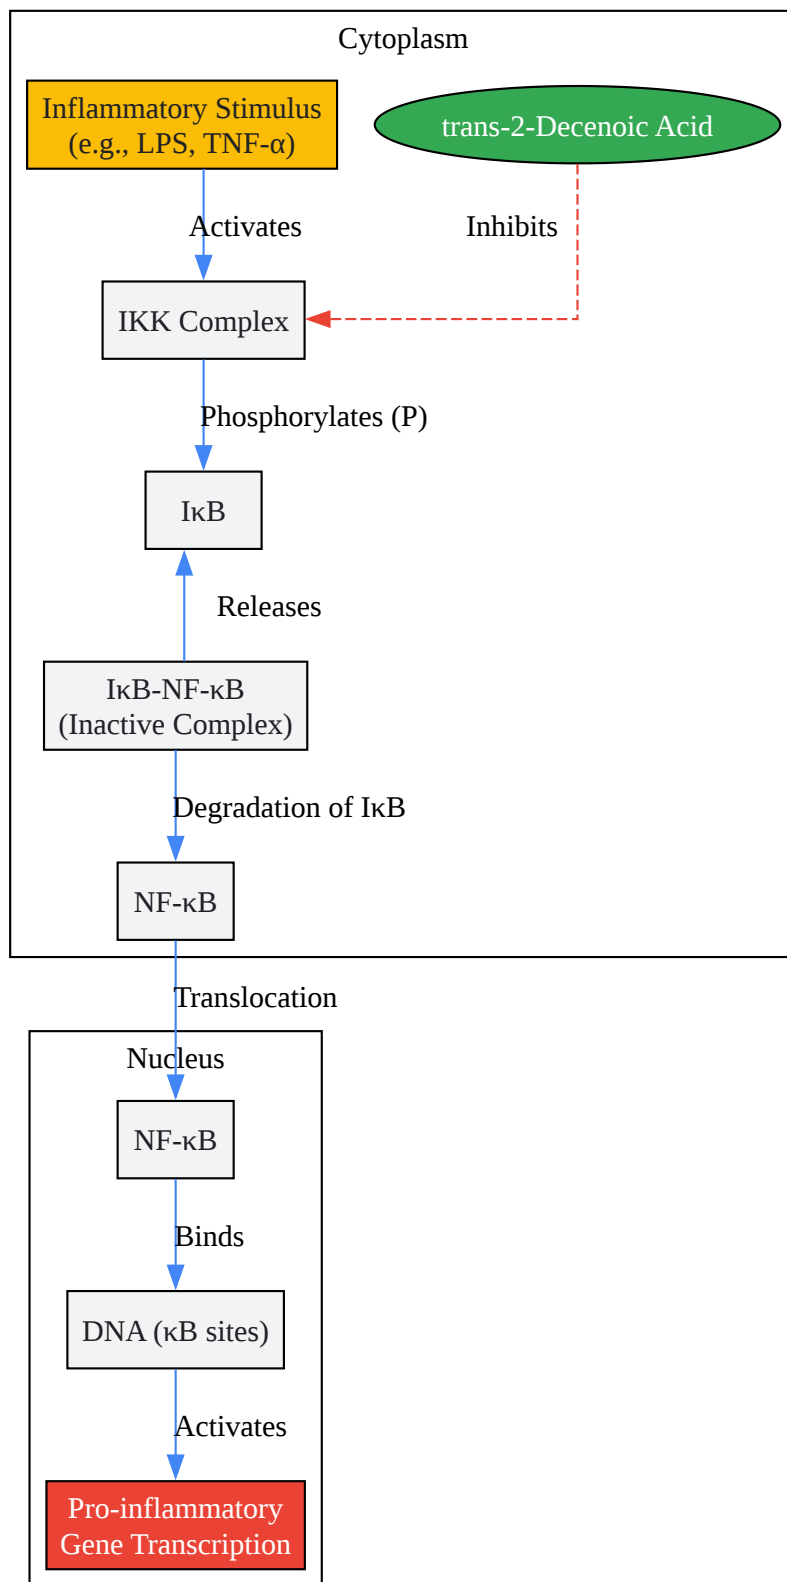 Cytoplasm
Inflammatory Stimulus
(e.g., LPS, TNF-α)
trans-2-Decenoic Acid
Activates
Inhibits
IKK Complex
Phosphorylates (P)
IκB
Releases
IκB-NF-κB
(Inactive Complex)
Degradation of IκB
NF-κB
Translocation
Nucleus
NF-κB
Binds
DNA (κB sites)
Activates
Pro-inflammatory
Gene Transcription